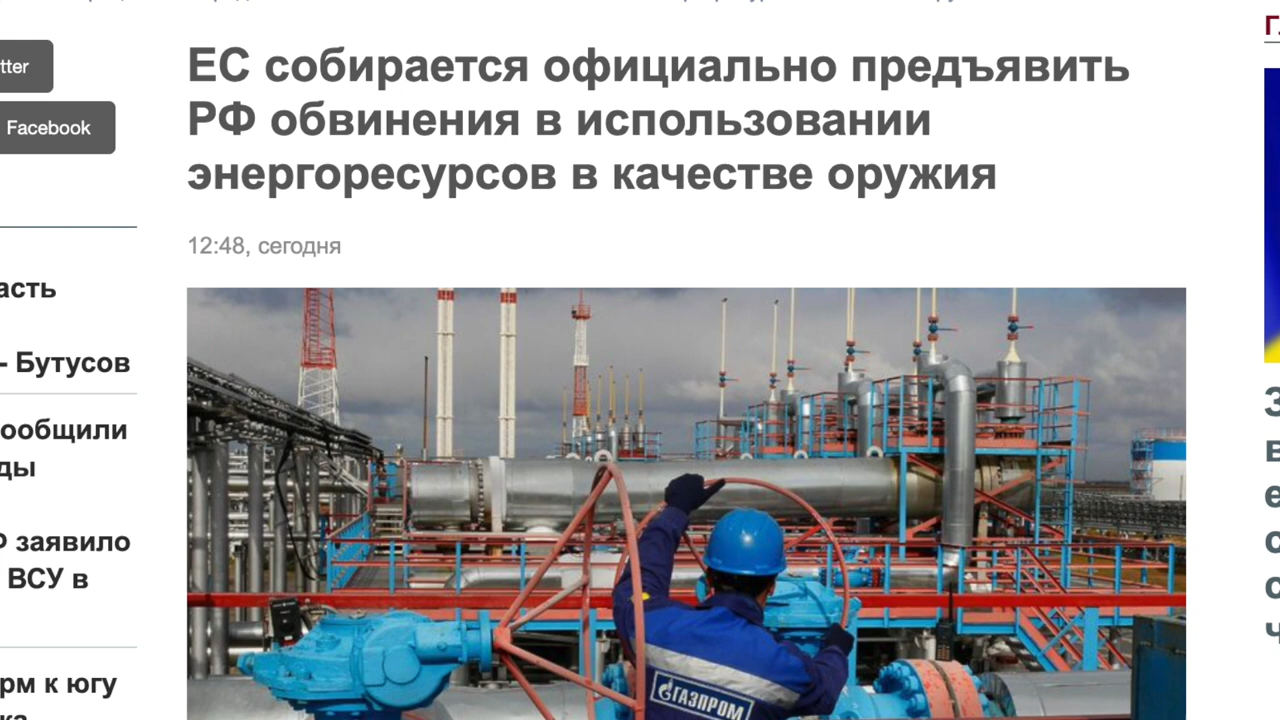 tter
Facebook
асть
- Бутусов
ообщили
ды
Ф заявило
ВСУ в
рм к югу
ЕС собирается официально предъявить
РФ обвинения в использовании
энергоресурсов в качестве оружия
12:48, сегодня
ГАЗПРОМ
З
в
е
с
с
ч